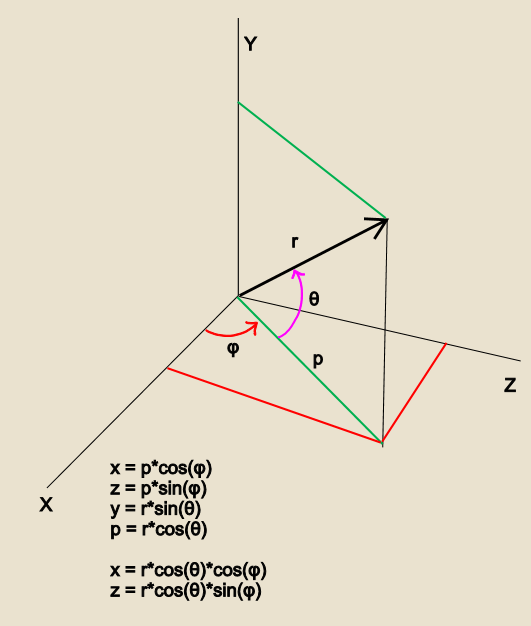 Y
r
θ
φ
p
Z
X
x = p*cos(φ)
z = p*sin(φ)
y = r*sin(θ)
p = r*cos(θ)
x = r*cos(θ)*cos(φ)
z = r*cos(θ)*sin(φ)